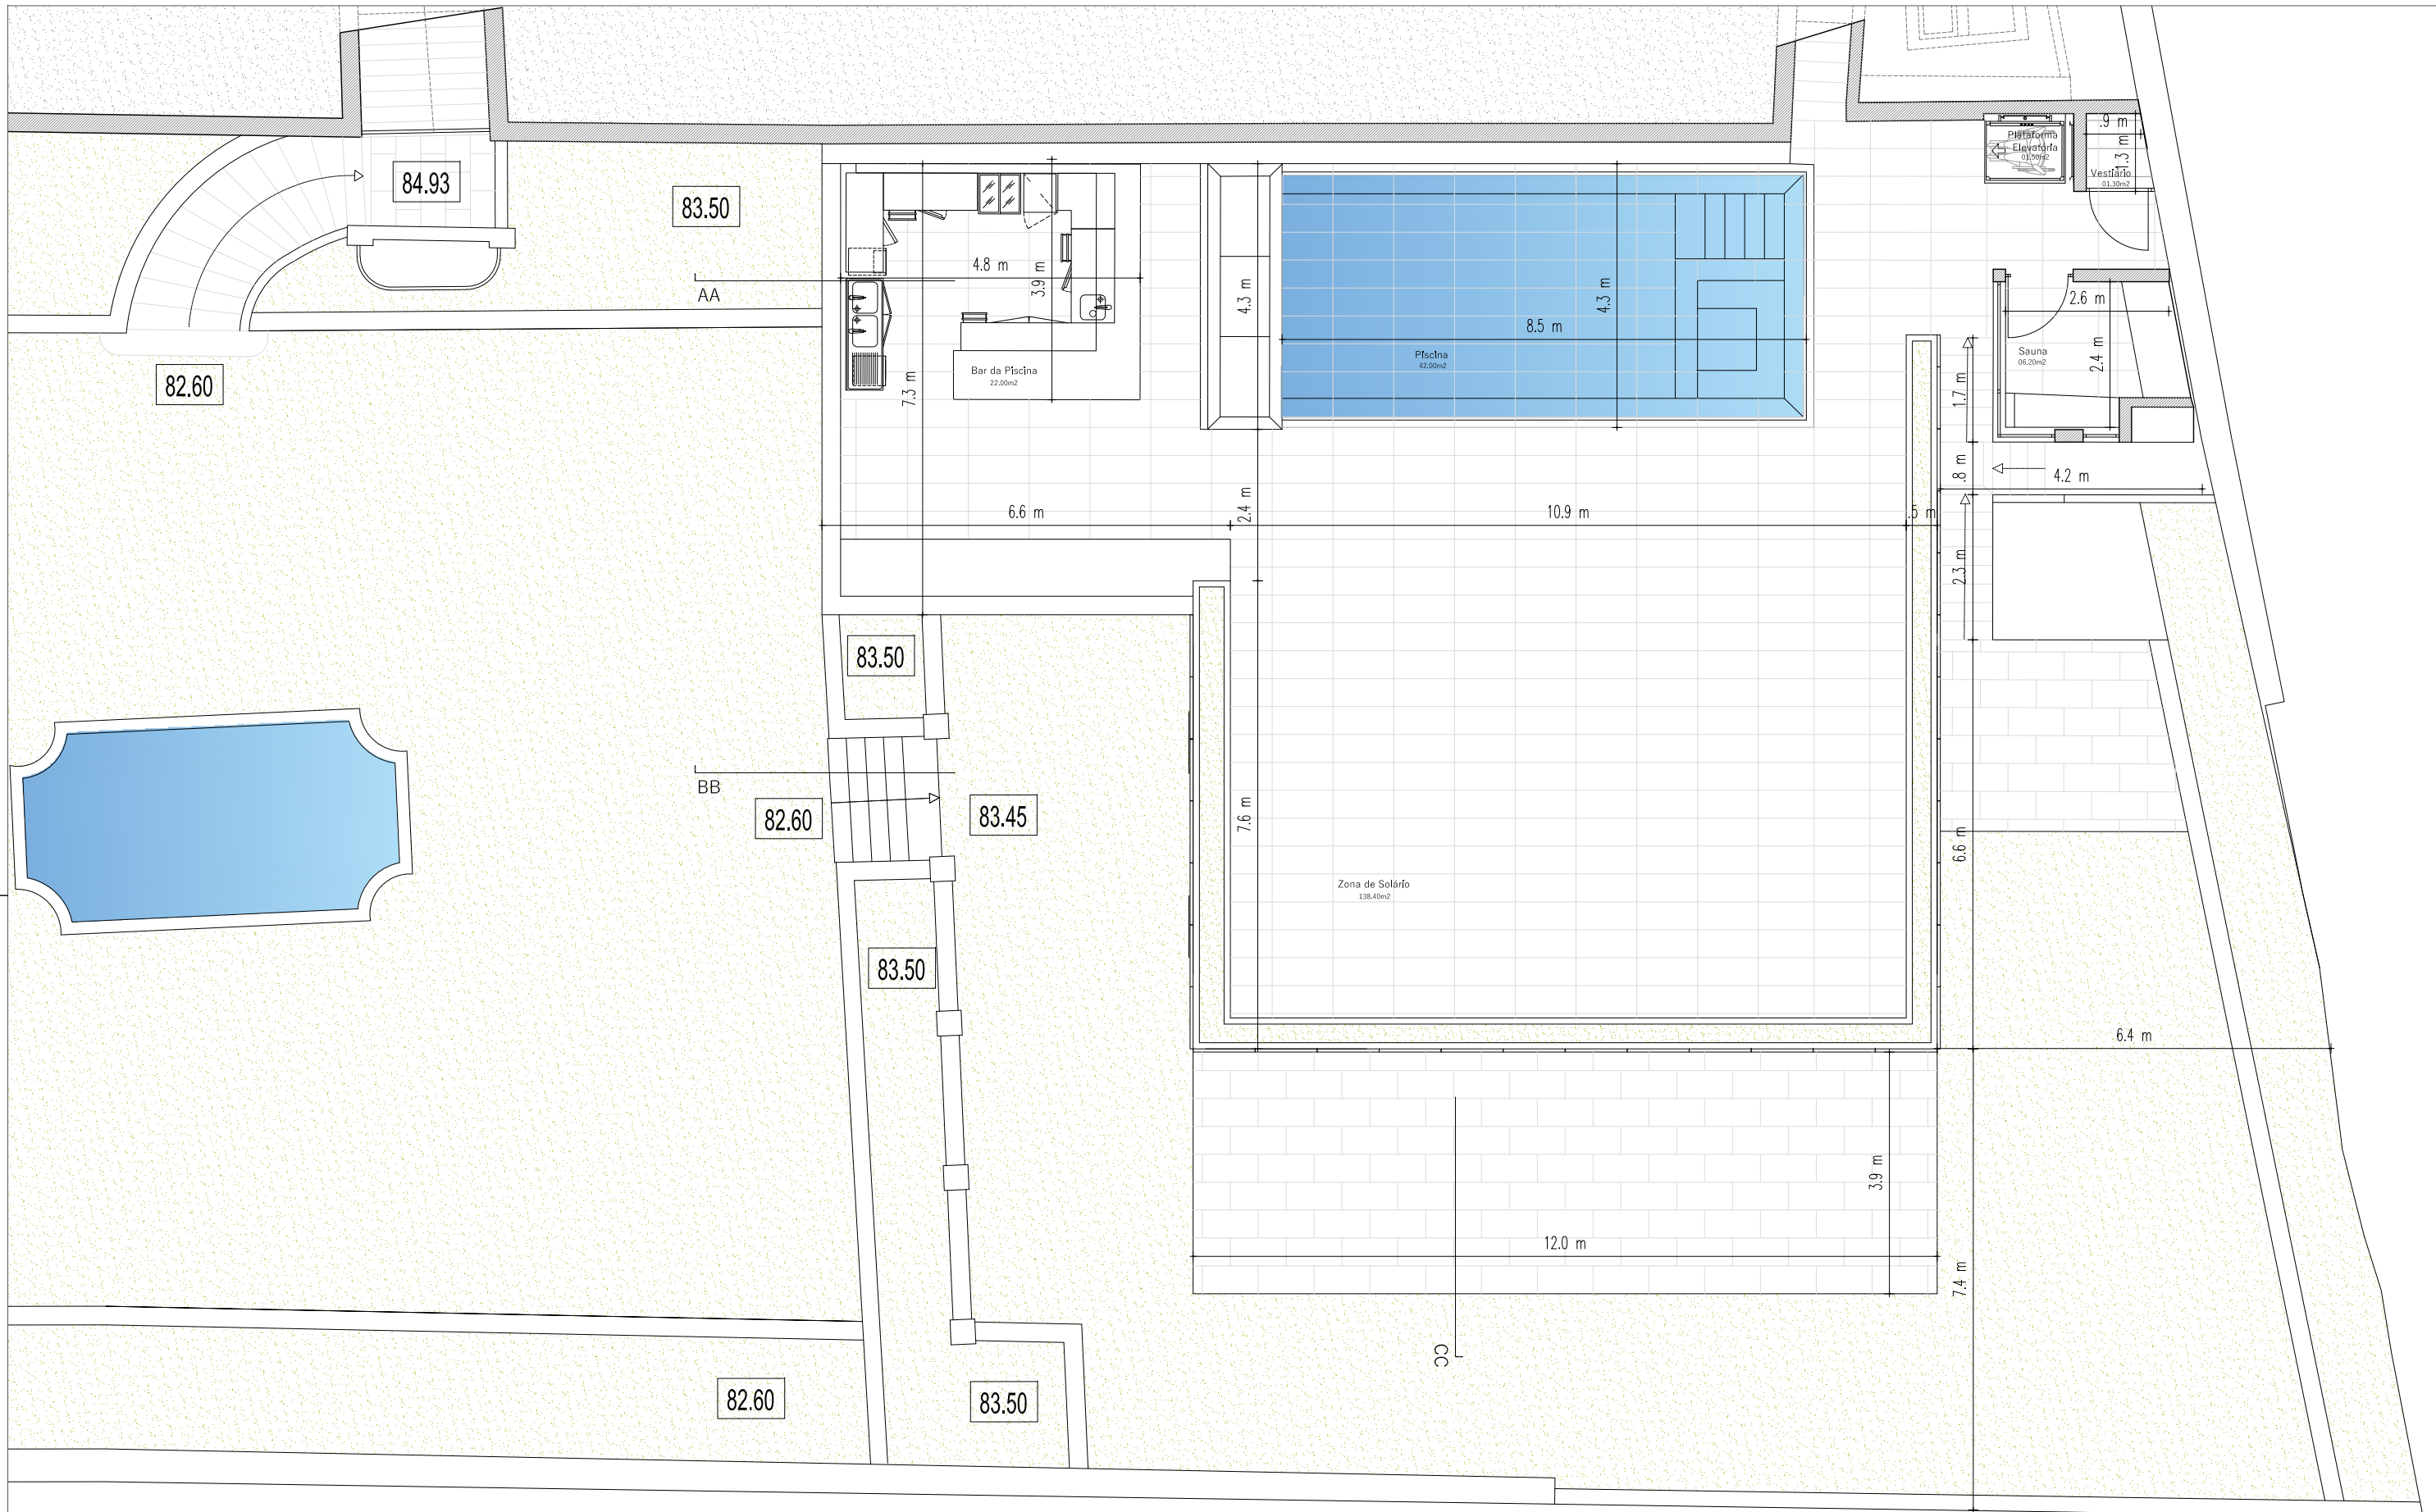 84.93
83.50
82.60
AA
4.8 m
3.9 m
7.3 m
Bar da Piscina
22.00m2
4.3 m
8.5 m
4.3 m
Piscina
42.00m2
Plataforma
Elevatória
01.50m2
.9 m
1.3 m
Vestiário
01.30m2
2.6 m
Sauna
06.20m2
2.4 m
1.7 m
.8 m
4.2 m
6.6 m
2.4 m
10.9 m
.5 m
2.3 m
83.50
BB
82.60
83.45
7.6 m
6.6 m
Zona de Solário
138.40m2
83.50
6.4 m
3.9 m
12.0 m
7.4 m
CC
82.60
83.50